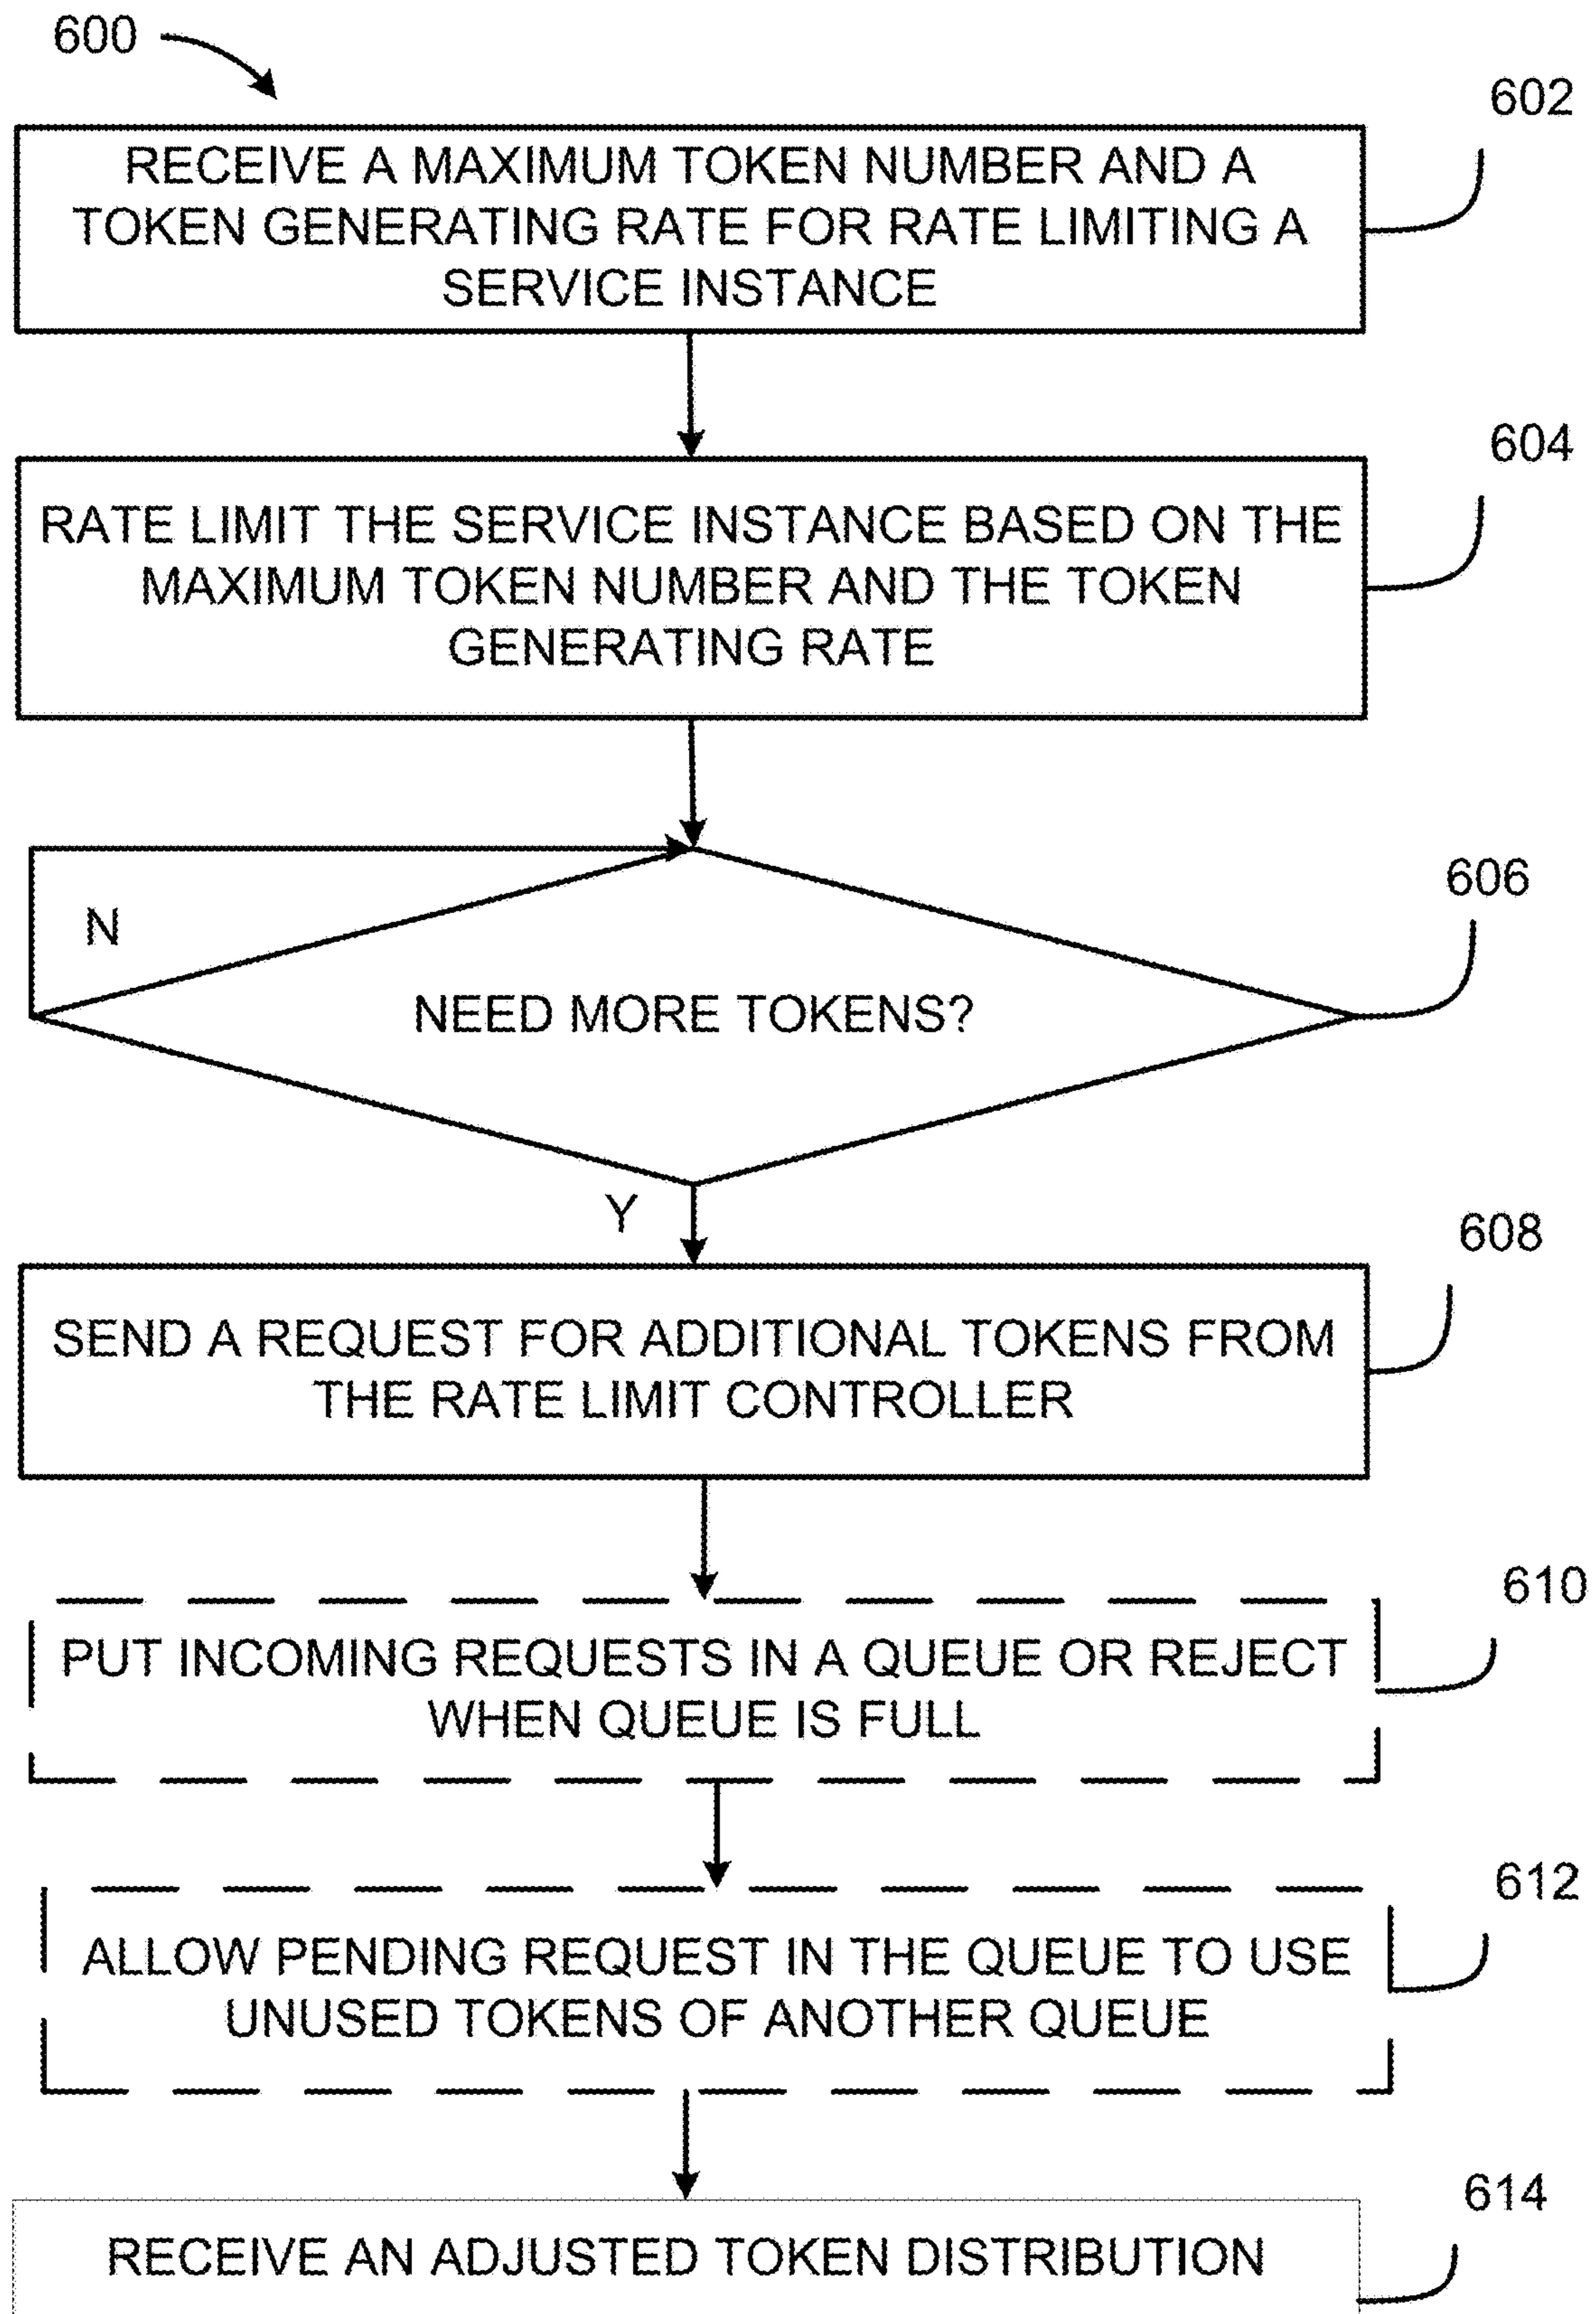 600
602
RECEIVE A MAXIMUM TOKEN NUMBER AND A
TOKEN GENERATING RATE FOR RATE LIMITING A
SERVICE INSTANCE
604
RATE LIMIT THE SERVICE INSTANCE BASED ON THE
MAXIMUM TOKEN NUMBER AND THE TOKEN
GENERATING RATE
606
N
NEED MORE TOKENS?
Y
608
SEND A REQUEST FOR ADDITIONAL TOKENS FROM
THE RATE LIMIT CONTROLLER
610
PUT INCOMING REQUESTS IN A QUEUE OR REJECT
WHEN QUEUE IS FULL
612
ALLOW PENDING REQUEST IN THE QUEUE TO USE
UNUSED TOKENS OF ANOTHER QUEUE
614
RECEIVE AN ADJUSTED TOKEN DISTRIBUTION